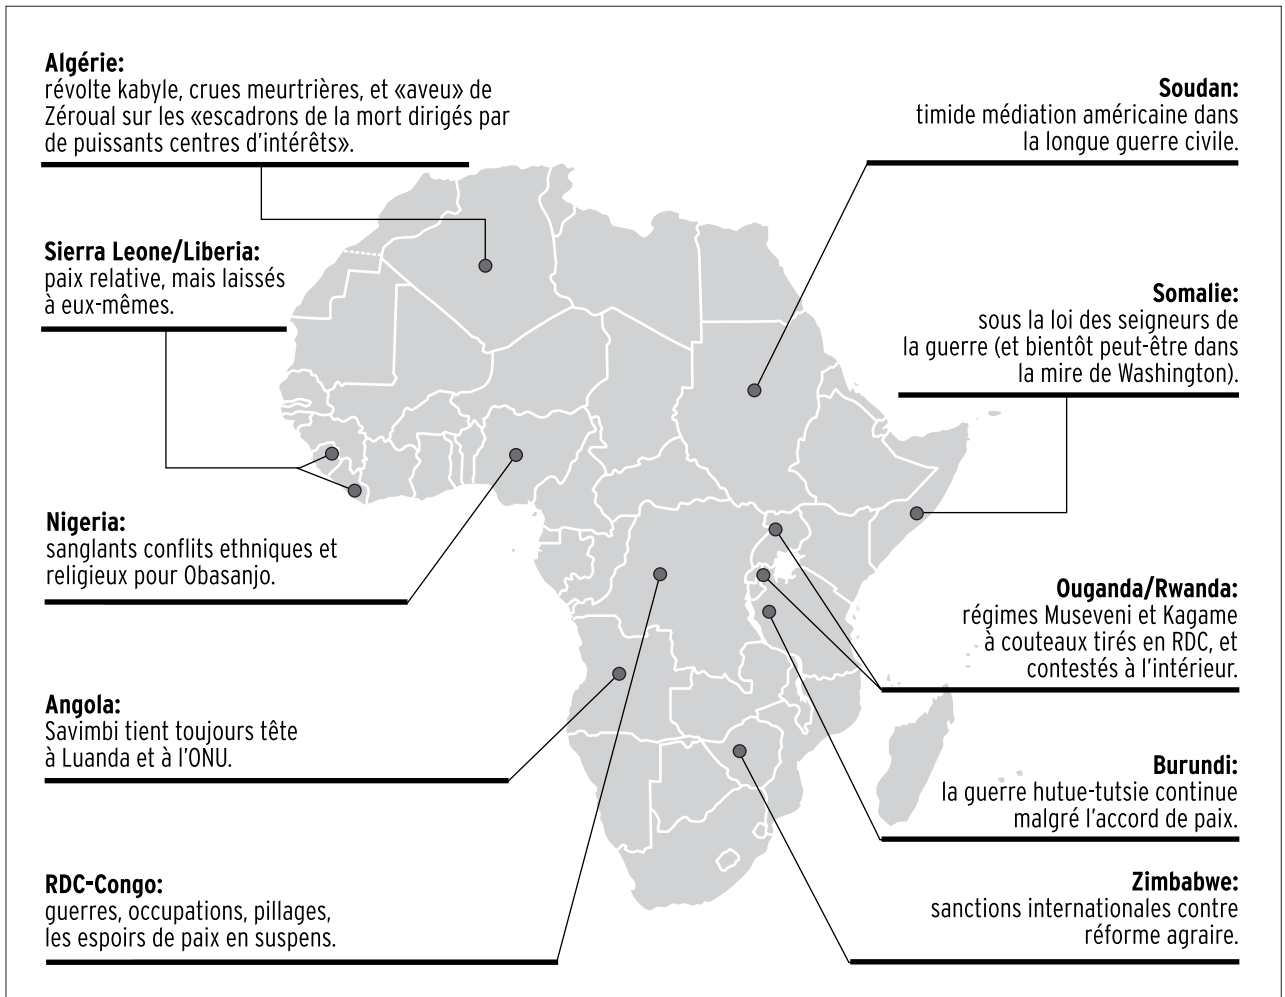 Algérie:
révolte kabyle, crues meurtrières, et «aveu» de
Zéroual sur les «escadrons de la mort dirigés par
de puissants centres d'intérêts».
Sierra Leone/Liberia:
paix relative, mais laissés
à eux-mêmes.
Nigeria:
sanglants conflits ethniques et
religieux pour Obasanjo.
Angola:
Savimbi tient toujours tête
à Luanda et à l'ONU.
RDC-Congo:
guerres, occupations, pillages,
les espoirs de paix en suspens.
Soudan:
timide médiation américaine dans
la longue guerre civile.
Somalie:
sous la loi des seigneurs de
la guerre (et bientôt peut-être dans
la mire de Washington).
Ouganda/Rwanda:
régimes Museveni et Kagame
à couteaux tirés en RDC, et
contestés à l'intérieur.
Burundi:
la guerre hutue-tutsie continue
malgré l'accord de paix.
Zimbabwe:
sanctions internationales contre
réforme agraire.